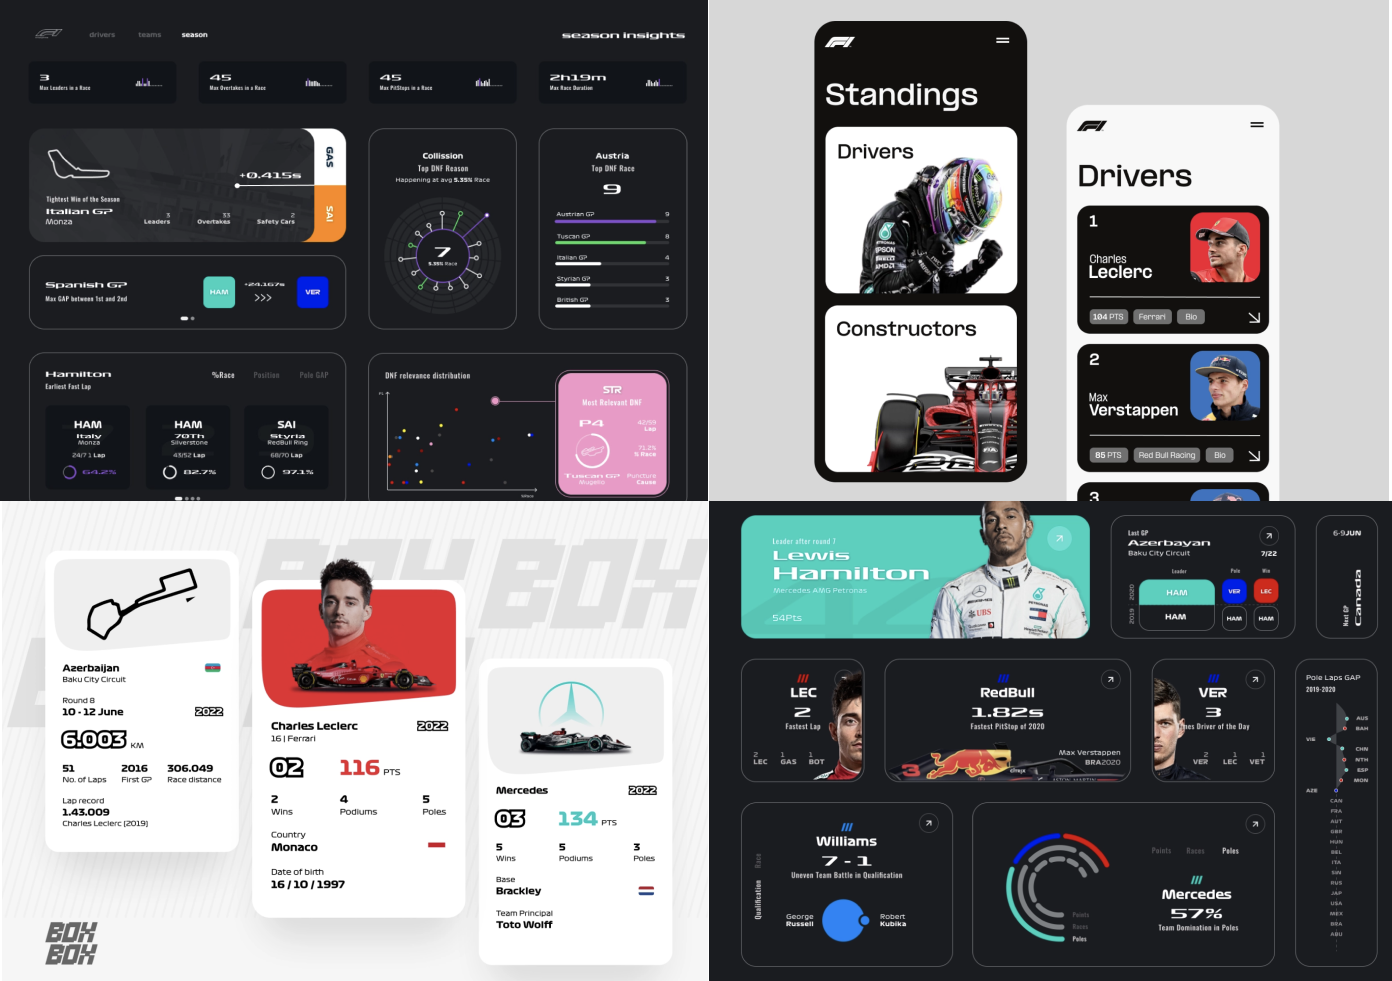 F1
drivers
teams
season
season insights
3
Max Leaders in a Race
45
Max Overtakes in a Race
45
Max PitStops in a Race
2h19m
Max Race Duration
GAS
SAI
+0.415s
Tightest Win of the Season
Italian GP
Monza
3
Leaders
33
Overtakes
2
Safety Cars
Spanish GP
Max GAP between 1st and 2nd
HAM
+24.167s
>>>
VER
Collission
Top DNF Reason
Happening at avg 5.35% Race
7
5.35% Race
Austria
Top DNF Race
9
Austrian GP 9
Tuscan GP 8
Italian GP 4
Styrian GP 3
British GP 3
Hamilton
Earliest Fast Lap
%Race
Position
Pole GAP
HAM
Italy
Monza
24/71 Lap
64.2%
HAM
70Th
Silverstone
43/52 Lap
82.7%
SAI
Styria
RedBull Ring
68/70 Lap
97.1%
DNF relevance distribution
STR
Most Relevant DNF
P4
42/59
Lap
71.2%
% Race
Tuscan GP
Mugello
Puncture
Cause
F1
Standings
Drivers
PETRONAS
EPSON
AMD
Constructors
F1
Drivers
1
Charles
Leclerc
104 PTS
Ferrari
Bio
2
Max
Verstappen
85 PTS
Red Bull Racing
Bio
3
BOX
BOX
Azerbaijan
Baku City Circuit
Round 8
10 - 12 June
2022
6.003 KM
51
No. of Laps
2016
First GP
306.049
Race distance
Lap record
1.43.009
Charles Leclerc [2019]
Charles Leclerc
2022
16 | Ferrari
02
116 PTS
2
Wins
4
Podiums
5
Poles
Country
Monaco
Date of birth
16 / 10 / 1997
Mercedes
2022
03
134 PTS
5
Wins
5
Podiums
3
Poles
Base
Brackley
Team Principal
Toto Wolff
BOX
BOX
Leader after round 7
Lewis
Hamilton
Mercedes AMG Petronas
54Pts
UBS
PETRONAS
Last GP
Azerbayan
Baku City Circuit
7/22
Leader
Pole
Win
2020
HAM
VER
LEC
2019
HAM
HAM
HAM
6-9JUN
Next GP
Canada
LEC
2
Fastest Lap
2
LEC
1
GAS
1
BOT
RedBull
1.82s
Fastest PitStop of 2020
Max Verstappen
BRA2020
3
Red Bull
CITRIX
ASTON MARTIN
VER
3
mes Driver of the Day
2
VER
1
LEC
1
VET
Pole Laps GAP
2019-2020
AUS
BAH
VIE
CHN
NTH
ESP
MON
AZE
CAN
FRA
AUT
GBR
HUN
BEL
ITA
SIN
RUS
JAP
USA
MEX
BRA
ABU
Race
Qualification
Williams
7 - 1
Uneven Team Battle in Qualification
George
Russell
Robert
Kubika
Points
Races
Poles
Points
Races
Poles
Mercedes
57%
Team Domination in Poles